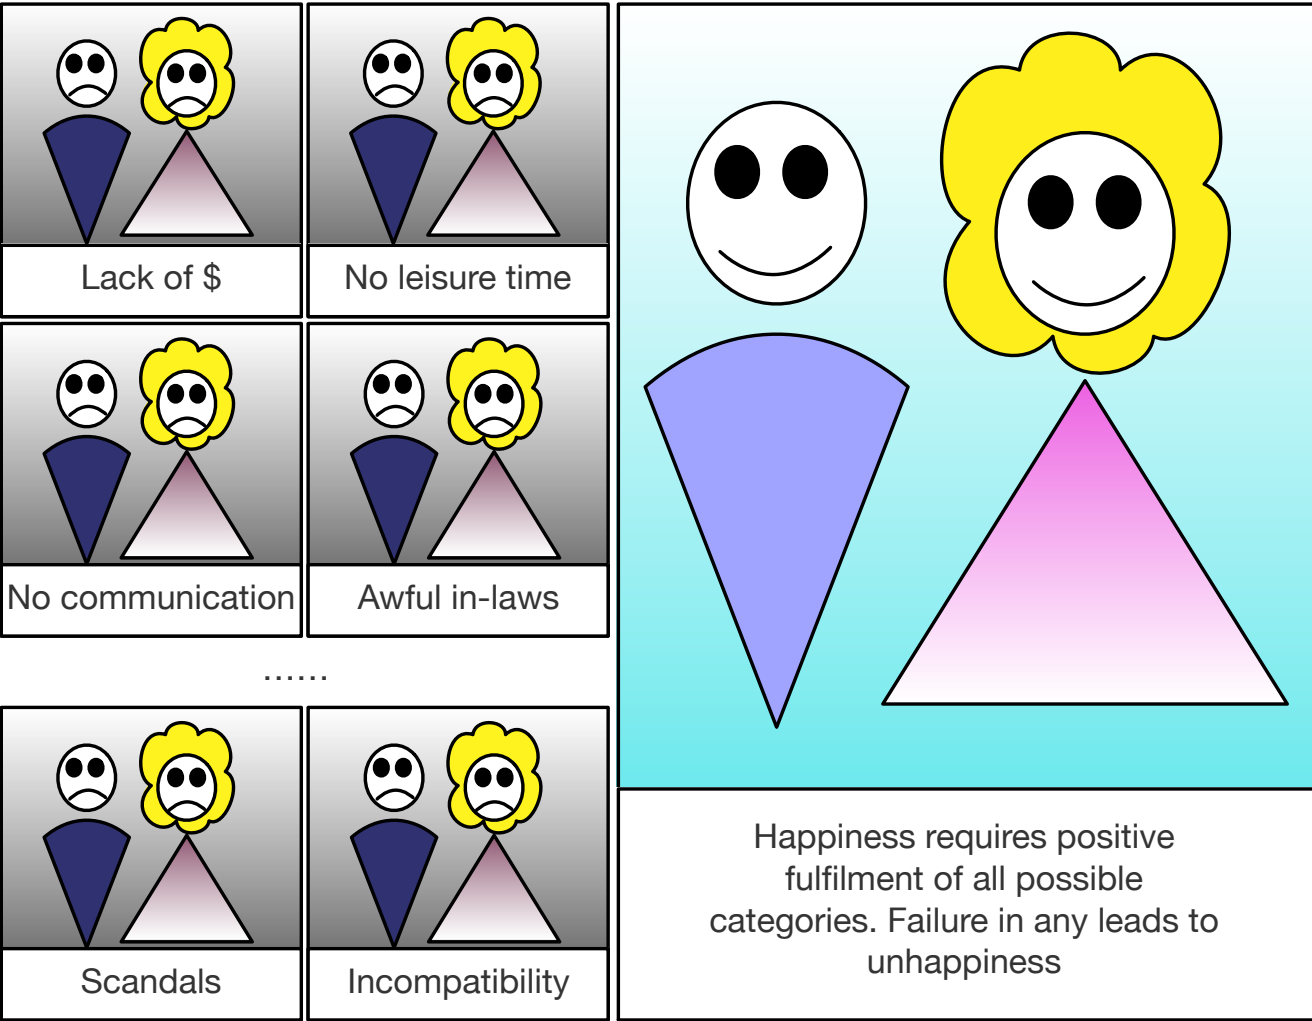 Lack of $
No leisure time
No communication
Awful in-laws
......
Scandals
Incompatibility
Happiness requires positive
fulfilment of all possible
categories. Failure in any leads to
unhappiness